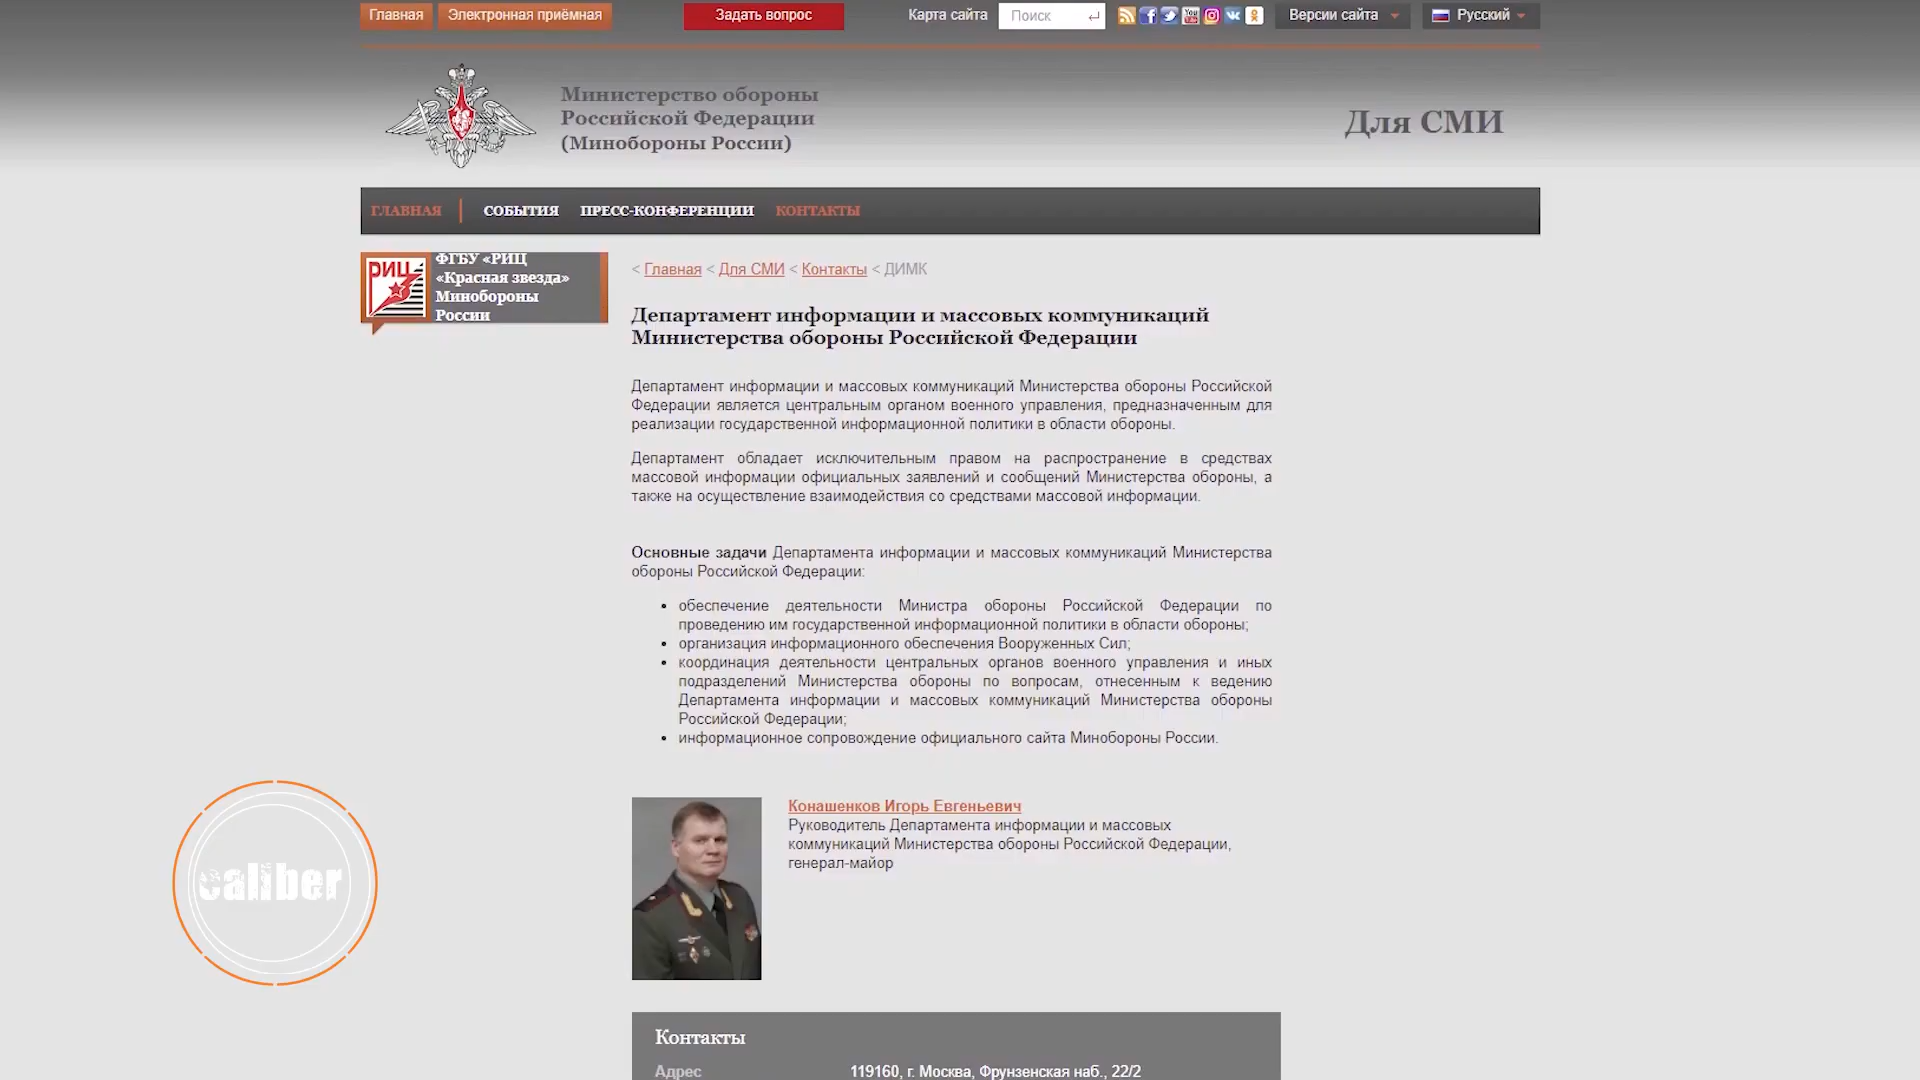 Главная
Электронная приёмная
Задать вопрос
Карта сайта
Поиск
Версии сайта
Русский
Министерство обороны
Российской Федерации
(Минобороны России)
Для СМИ
ГЛАВНАЯ
СОБЫТИЯ
ПРЕСС-КОНФЕРЕНЦИИ
КОНТАКТЫ
РИЦ
ФГБУ «РИЦ
«Красная звезда»
Минобороны
России
< Главная < Для СМИ < Контакты < ДИМК
Департамент информации и массовых коммуникаций
Министерства обороны Российской Федерации
Департамент информации и массовых коммуникаций Министерства обороны Российской
Федерации является центральным органом военного управления, предназначенным для
реализации государственной информационной политики в области обороны.
Департамент обладает исключительным правом на распространение в средствах
массовой информации официальных заявлений и сообщений Министерства обороны, а
также на осуществление взаимодействия со средствами массовой информации.
Основные задачи Департамента информации и массовых коммуникаций Министерства
обороны Российской Федерации:
• обеспечение деятельности Министра обороны Российской Федерации по
проведению им государственной информационной политики в области обороны;
• организация информационного обеспечения Вооруженных Сил;
• координация деятельности центральных органов военного управления и иных
подразделений Министерства обороны по вопросам, отнесенным к ведению
Департамента информации и массовых коммуникаций Министерства обороны
Российской Федерации;
• информационное сопровождение официального сайта Минобороны России.
Конашенков Игорь Евгеньевич
Руководитель Департамента информации и массовых
коммуникаций Министерства обороны Российской Федерации,
генерал-майор
caliber
Контакты
Адрес
119160, г. Москва, Фрунзенская наб., 22/2